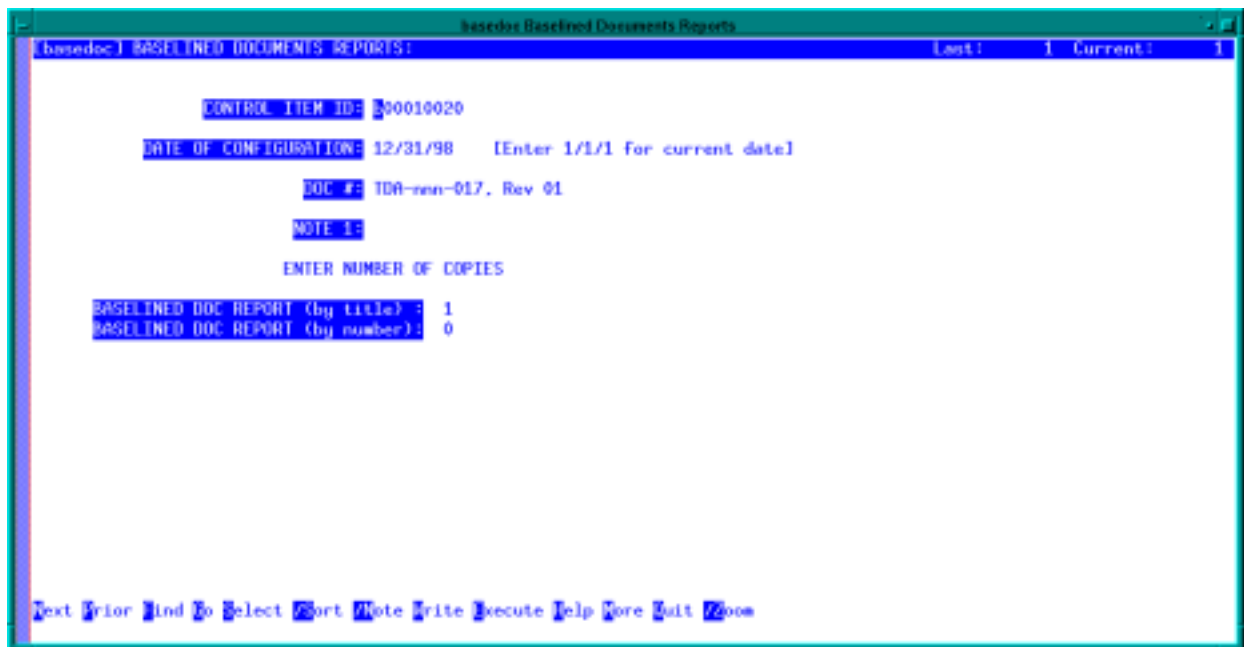 basedoc Baselined Documents Reports
[basedoc] BASELINED DOCUMENTS REPORTS: Last: 1 Current: 1
CONTROL ITEM ID: b00010020
DATE OF CONFIGURATION: 12/31/98 [Enter 1/1/1 for current date]
DOC #: TDA-nnn-017, Rev 01
NOTE 1:
ENTER NUMBER OF COPIES
BASELINED DOC REPORT (by title) : 1
BASELINED DOC REPORT (by number): 0
Next Prior Find Go Select /Sort /Note Write Execute Help More Quit /Zoom